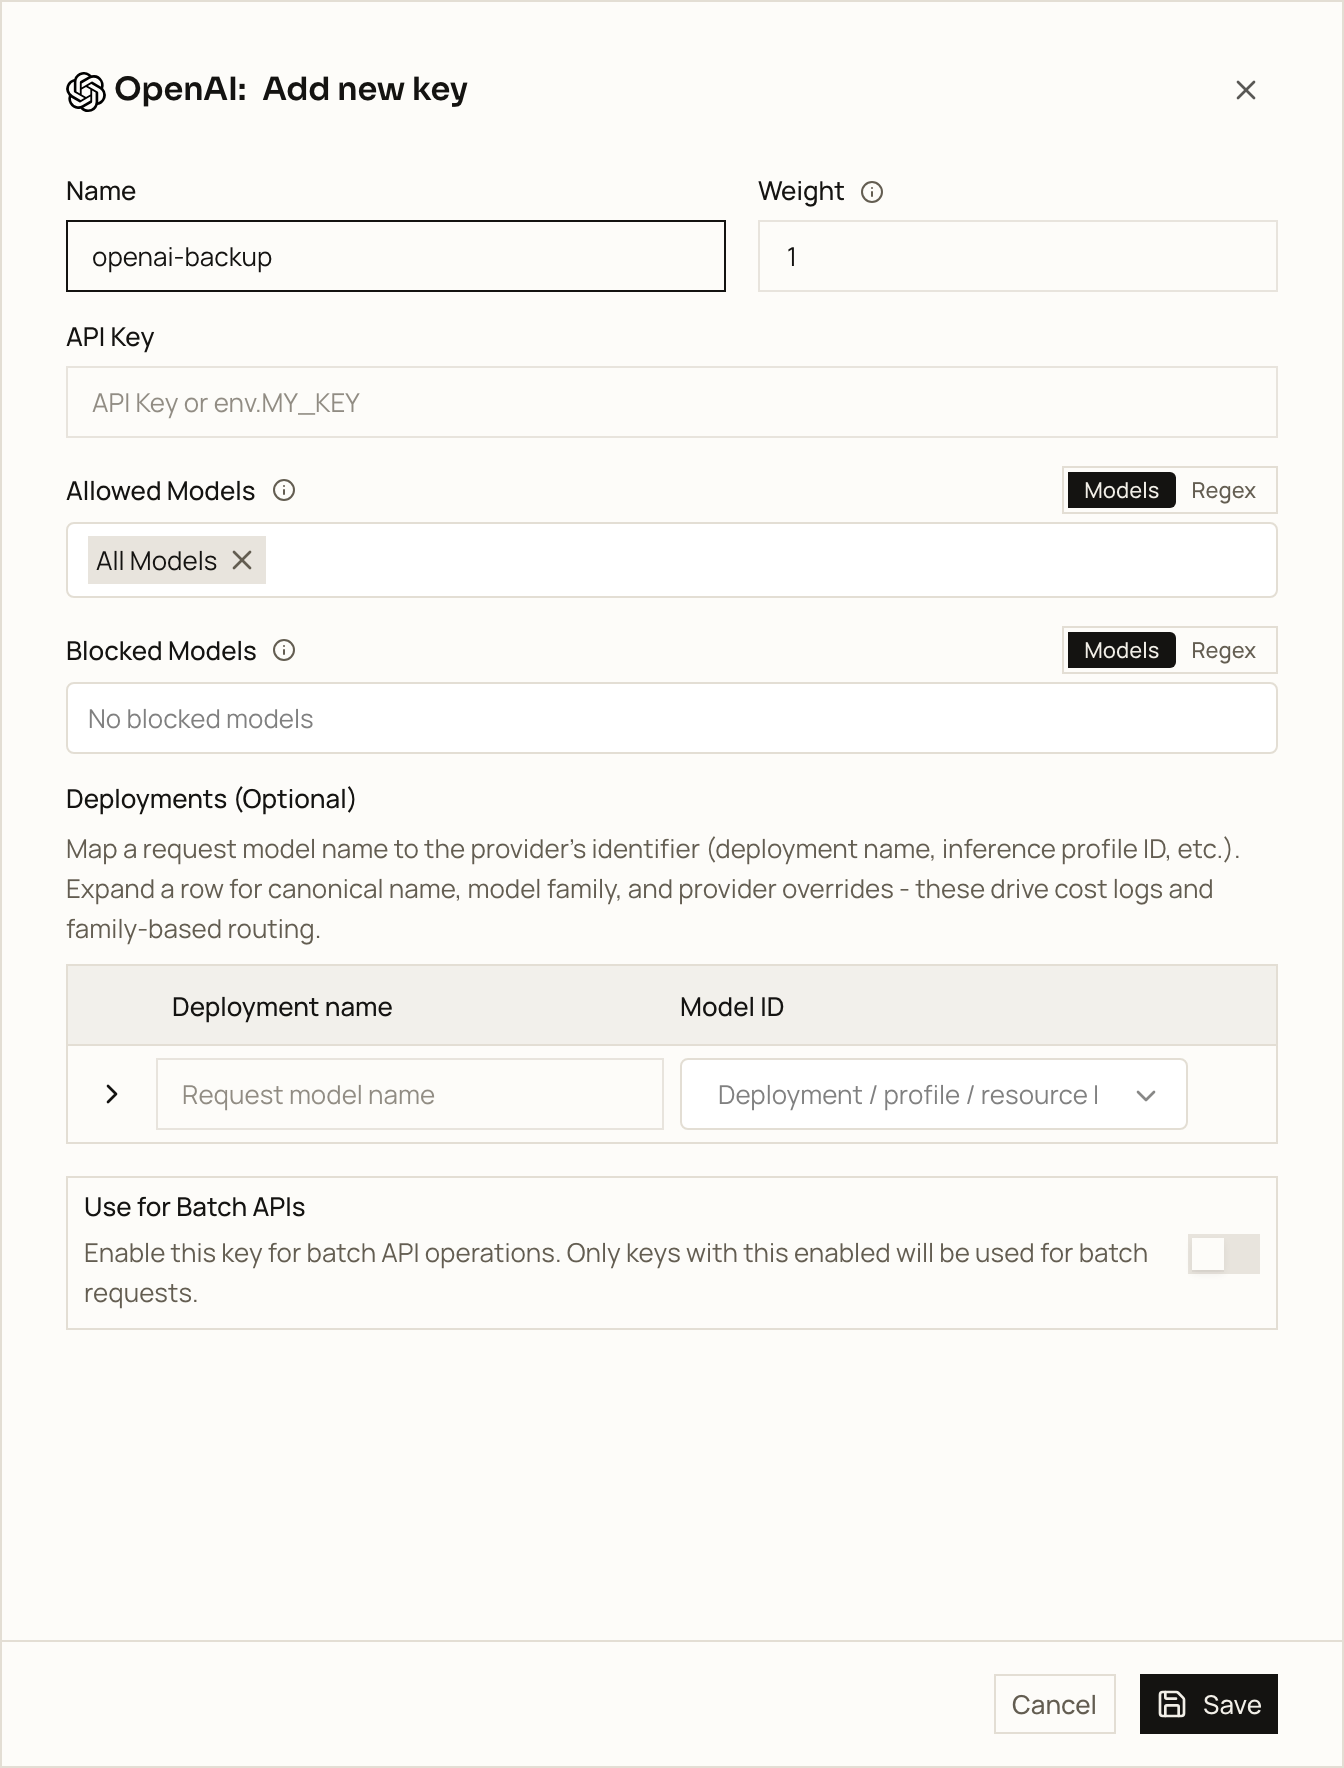 OpenAI: Add new key
Name
Weight
openai-backup
1
API Key
API Key or env.MY_KEY
Allowed Models
Models
Regex
All Models
Blocked Models
Models
Regex
No blocked models
Deployments (Optional)
Map a request model name to the provider's identifier (deployment name, inference profile ID, etc.).
Expand a row for canonical name, model family, and provider overrides - these drive cost logs and
family-based routing.
Deployment name
Model ID
Request model name
Deployment / profile / resource I
Use for Batch APIs
Enable this key for batch API operations. Only keys with this enabled will be used for batch
requests.
Cancel
Save